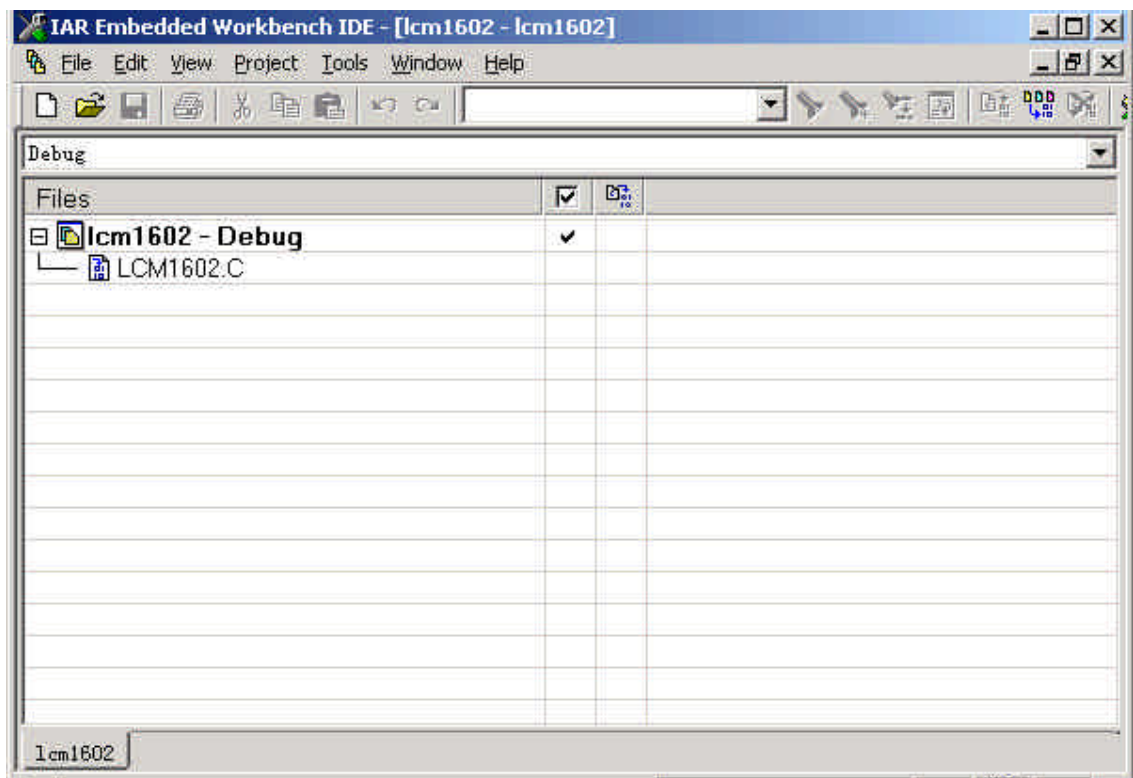 IAR Embedded Workbench IDE - [lcm1602 - lcm1602]
File Edit View Project Tools Window Help
Debug
Files
lcm1602 - Debug
LCM1602.C
lcm1602